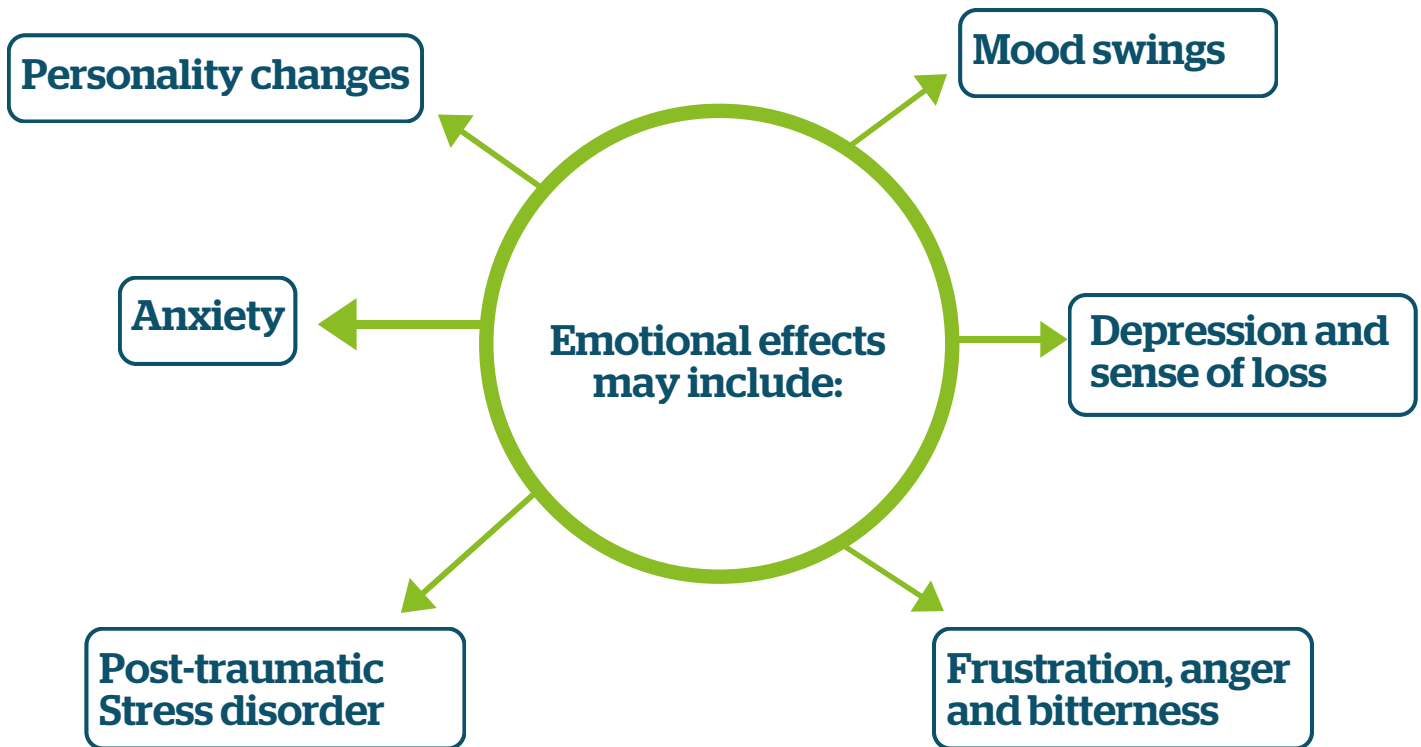 Personality changes
Mood swings
Anxiety
Emotional effects
may include:
Depression and
sense of loss
Post-traumatic
Stress disorder
Frustration, anger
and bitterness